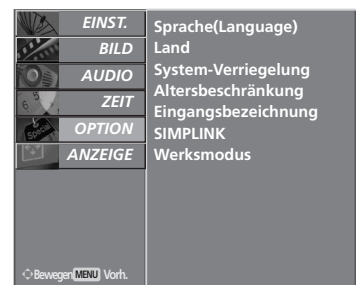 EINST.
BILD
AUDIO
ZEIT
OPTION
ANZEIGE
Sprache(Language)
Land
System-Verriegelung
Altersbeschränkung
Eingangsbezeichnung
SIMPLINK
Werksmodus
Bewegen MENU Vorh.